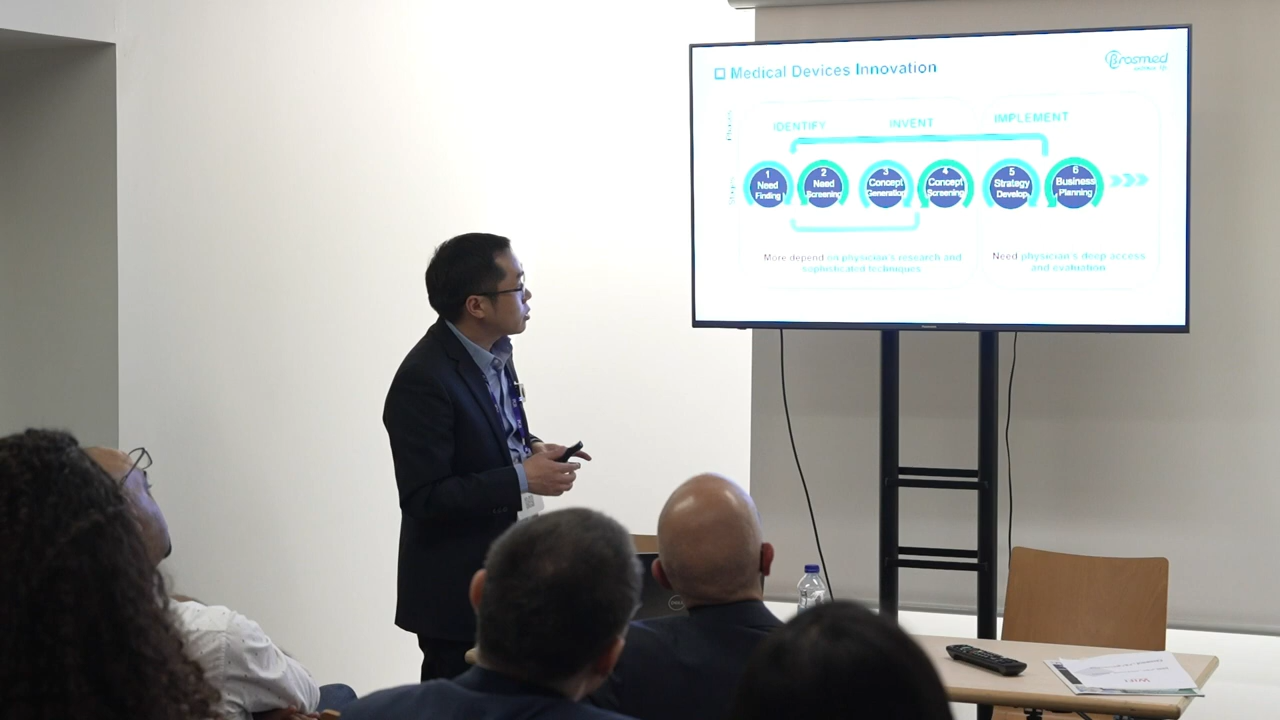 Medical Devices Innovation
Brosmed
IDENTIFY INVENT IMPLEMENT
1 Need Finding
2 Need Screening
3 Concept Generation
4 Concept Screening
5 Strategy Develop
6 Business Planning
More depend on physician's research and
sophisticated techniques
Need physician's deep access
and evaluation
DELL